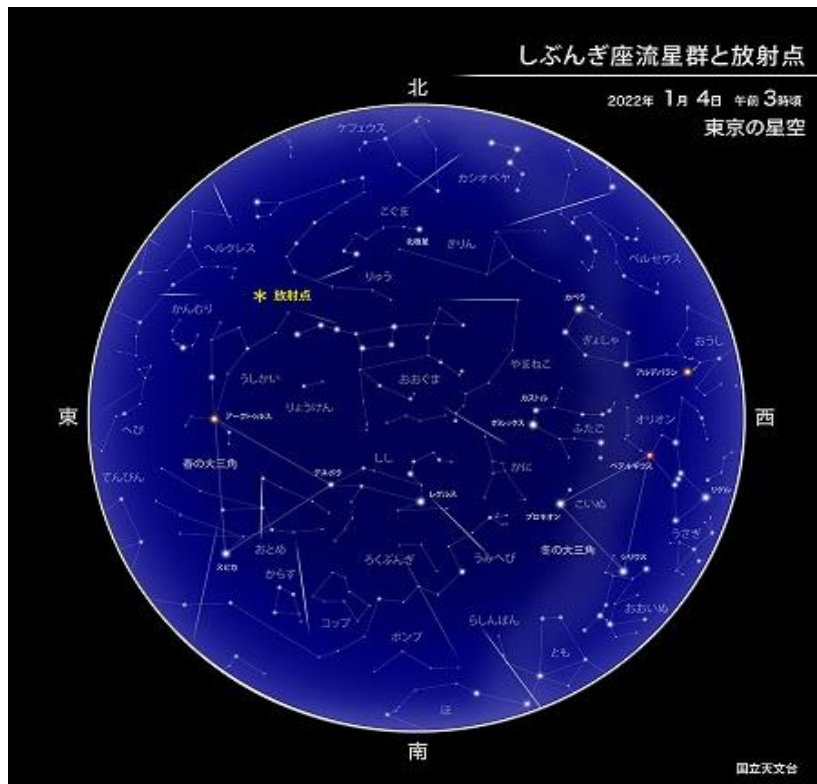 しぶんぎ座流星群と放射点
2022年 1月 4日 午前 3時頃
東京の星空
北
ケフェウス
カシオペヤ
こぐま
北極星
きりん
ヘルクレス
りゅう
ペルセウス
放射点
かんむり
カペラ
ぎょしゃ
おうし
やまねこ
アルデバラン
うしかい
おおぐま
カストル
りょうけん
東
へび
アークトゥルス
ポルックス
ふたご
オリオン
西
春の大三角
しし
かに
ベテルギウス
てんびん
デネボラ
レグルス
リゲル
プロキオン
こいぬ
うさぎ
おとめ
スピカ
からす
ろくぶんぎ
うみへび
冬の大三角
シリウス
コップ
ポンプ
らしんばん
おおいぬ
とも
ほ
南
国立天文台